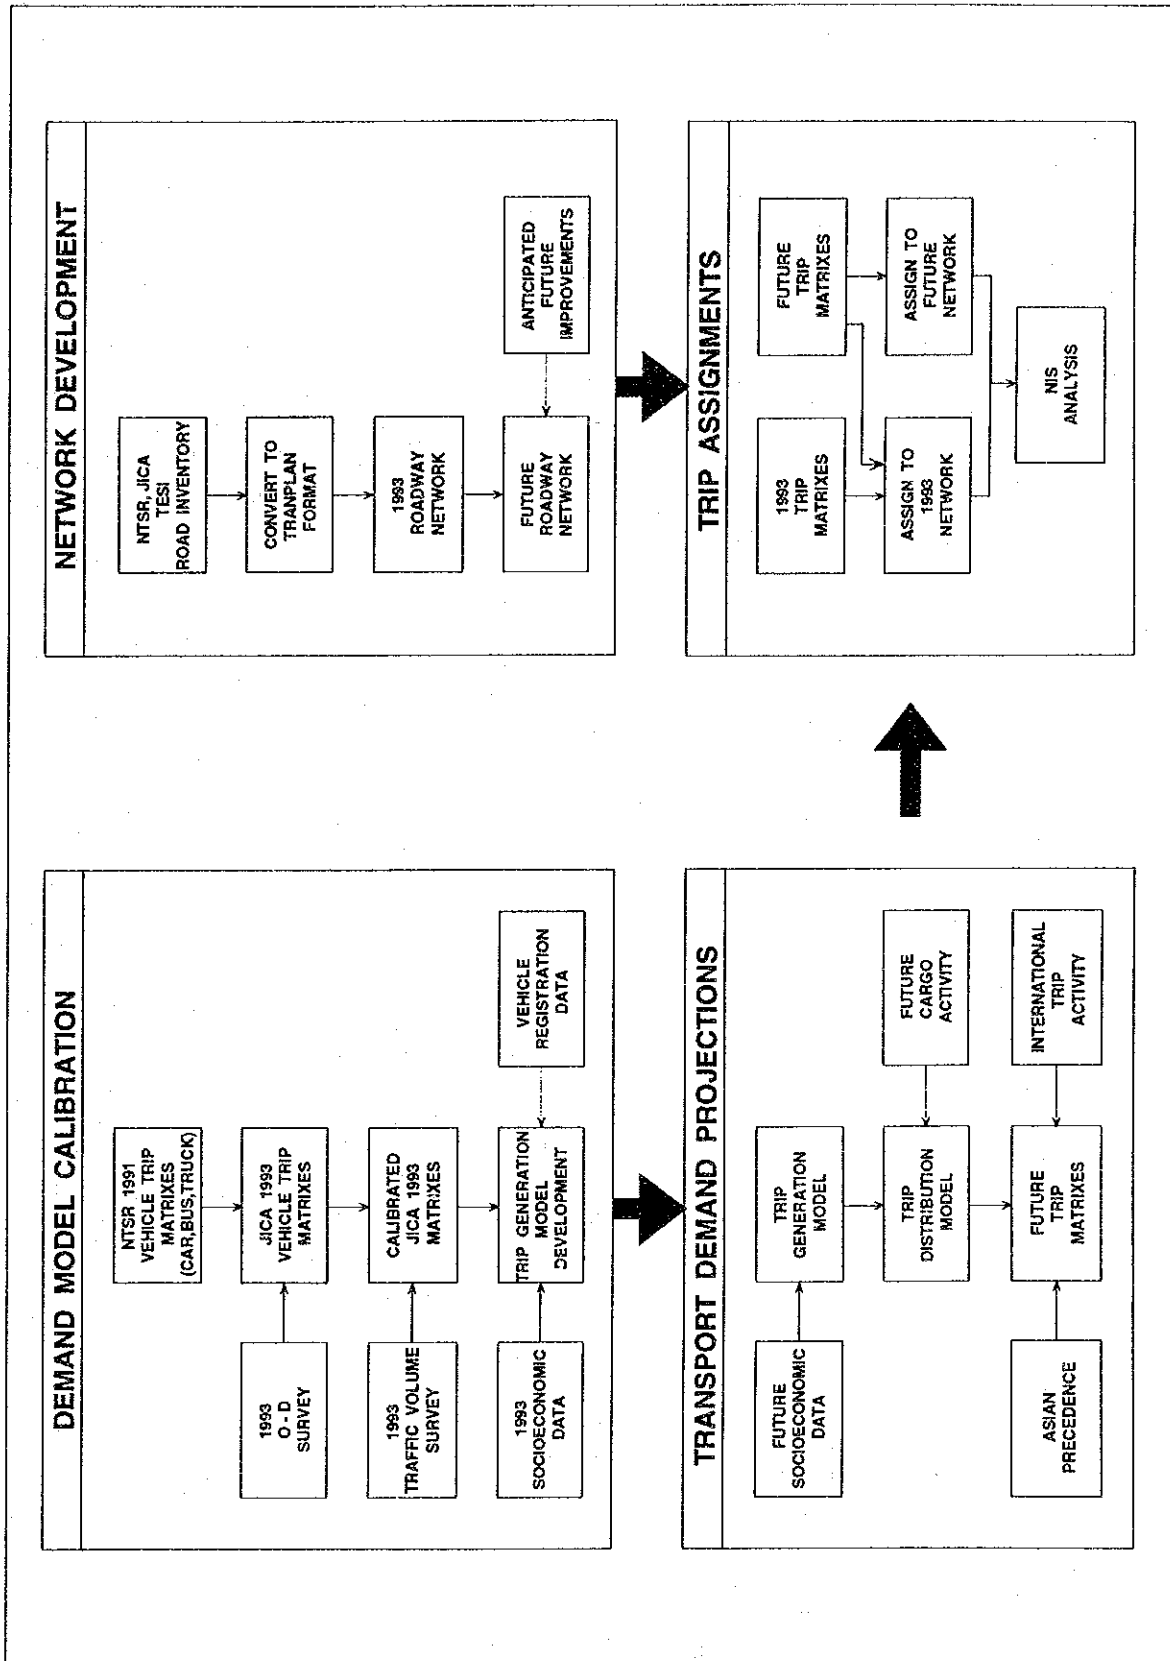 DEMAND MODEL CALIBRATION
NTSR 1991
VEHICLE TRIP
MATRIXES
(CAR,BUS,TRUCK)
1993
O - D
SURVEY
JICA 1993
VEHICLE TRIP
MATRIXES
1993
TRAFFIC VOLUME
SURVEY
CALIBRATED
JICA 1993
MATRIXES
1993
SOCIOECONOMIC
DATA
TRIP GENERATION
MODEL
DEVELOPMENT
VEHICLE
REGISTRATION
DATA
NETWORK DEVELOPMENT
NTSR, JICA
TESI
ROAD INVENTORY
CONVERT TO
TRANPLAN
FORMAT
1993
ROADWAY
NETWORK
FUTURE
ROADWAY
NETWORK
ANTICIPATED
FUTURE
IMPROVEMENTS
TRANSPORT DEMAND PROJECTIONS
FUTURE
SOCIOECONOMIC
DATA
TRIP
GENERATION
MODEL
TRIP
DISTRIBUTION
MODEL
FUTURE
CARGO
ACTIVITY
ASIAN
PRECEDENCE
FUTURE
TRIP
MATRIXES
INTERNATIONAL
TRIP
ACTIVITY
TRIP ASSIGNMENTS
1993
TRIP
MATRIXES
FUTURE
TRIP
MATRIXES
ASSIGN TO
1993
NETWORK
ASSIGN TO
FUTURE
NETWORK
NIS
ANALYSIS